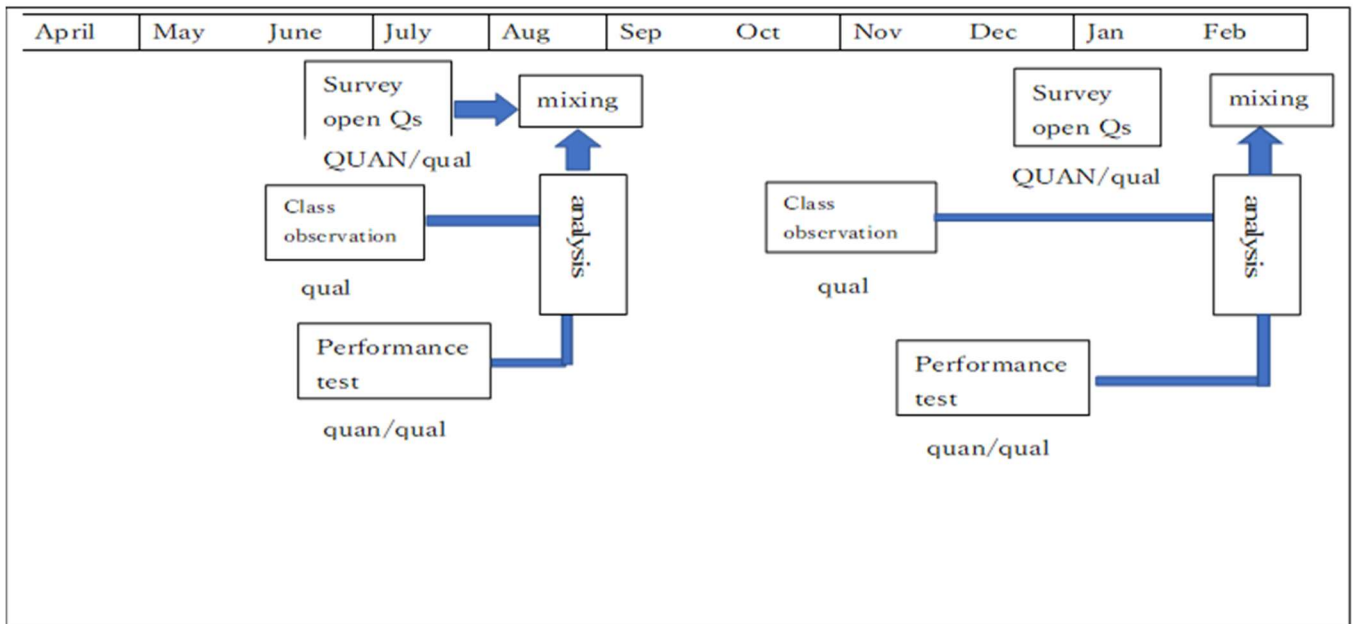 April May June July Aug Sep Oct Nov Dec Jan Feb
Survey
open Qs
QUAN/qual
mixing
Class
observation
qual
analysis
Performance
test
quan/qual
Survey
open Qs
QUAN/qual
mixing
Class
observation
qual
analysis
Performance
test
quan/qual